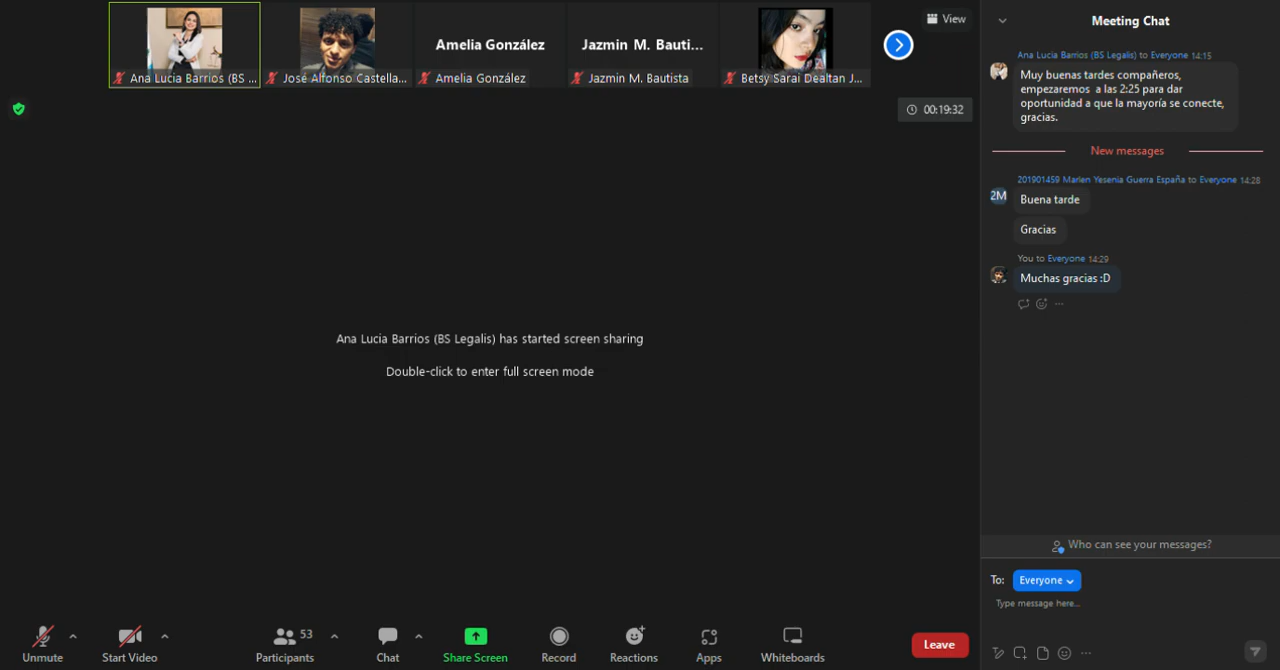 View
Amelia González
Jazmin M. Bauti...
Ana Lucia Barrios (BS ...
José Alfonso Castella...
Amelia González
Jazmin M. Bautista
Betsy Sarai Dealtan J...
00:19:32
Ana Lucia Barrios (BS Legalis) has started screen sharing
Double-click to enter full screen mode
Unmute
Start Video
53
Participants
Chat
Share Screen
Record
Reactions
Apps
Whiteboards
Leave
Meeting Chat
Ana Lucia Barrios (BS Legalis) to Everyone 14:15
Muy buenas tardes compañeros,
empezaremos a las 2:25 para dar
oportunidad a que la mayoría se conecte,
gracias.
New messages
201901459 Marlen Yesenia Guerra España to Everyone 14:28
2M
Buena tarde
Gracias
You to Everyone 14:29
Muchas gracias :D
Who can see your messages?
To: Everyone
Type message here...